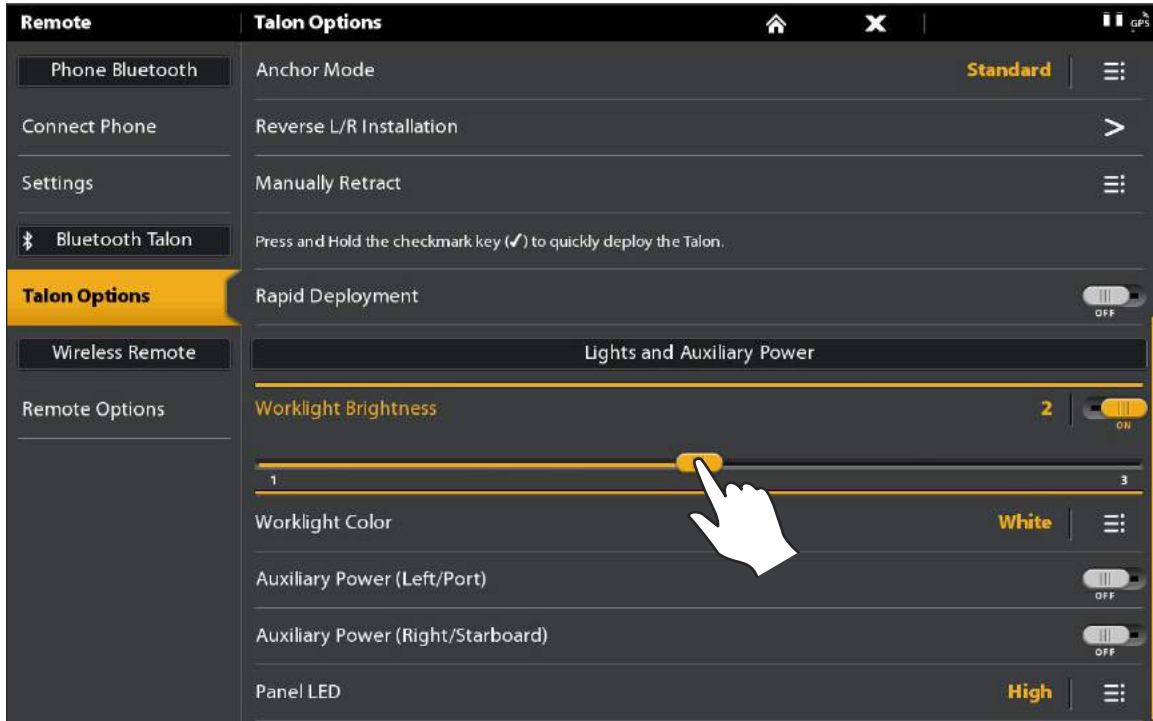 Remote
Talon Options
GPS
Phone Bluetooth
Anchor Mode
Standard
Connect Phone
Reverse L/R Installation
Settings
Manually Retract
Bluetooth Talon
Press and Hold the checkmark key (✓) to quickly deploy the Talon.
Talon Options
Rapid Deployment
OFF
Wireless Remote
Lights and Auxiliary Power
Remote Options
Worklight Brightness
2
ON
1
3
Worklight Color
White
Auxiliary Power (Left/Port)
OFF
Auxiliary Power (Right/Starboard)
OFF
Panel LED
High